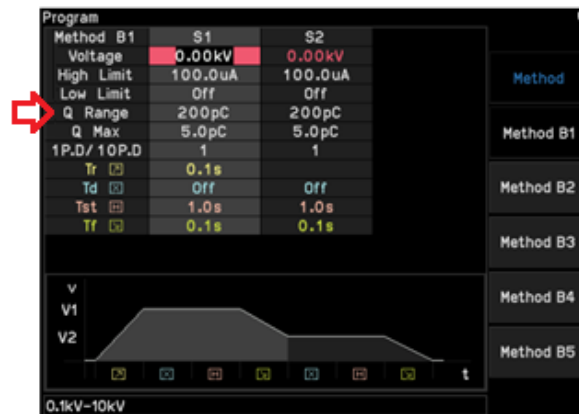 Program
Method B1 S1 S2
Voltage 0.00kV 0.00kV
High Limit 100.0uA 100.0uA
Low Limit Off Off
Q Range 200pC 200pC
Q Max 5.0pC 5.0pC
1P.D/10P.D 1 1
Tr 0.1s
Td Off Off
Tst 1.0s 1.0s
Tf 0.1s 0.1s
Method
Method B1
Method B2
Method B3
Method B4
Method B5
V
V1
V2
t
0.1kV-10kV